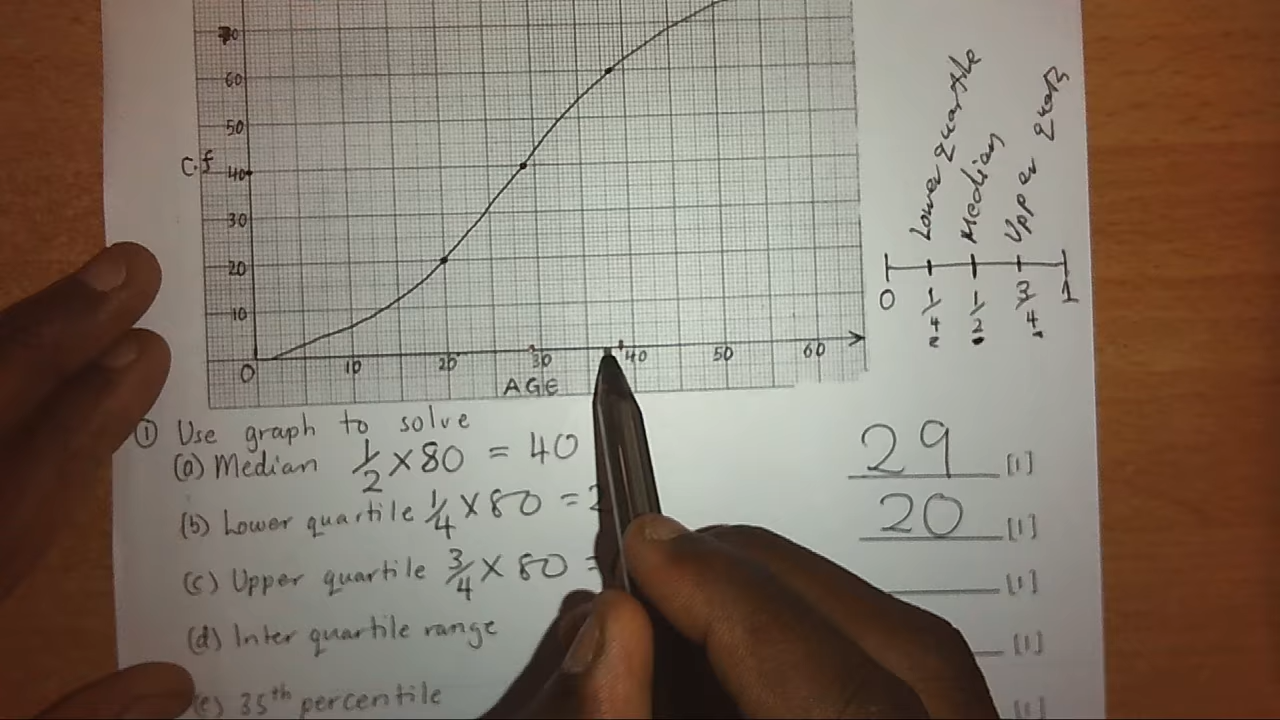 70
60
50
C.f 40
30
20
10
0 10 20 30 40 50 60
AGE
Lower quartile
Median
Upper
0 1/4 1/2 3/4 1
① Use graph to solve
(a) Median 1/2 × 80 = 40 29 [1]
(b) Lower quartile 1/4 × 80 = 20 [1]
(c) Upper quartile 3/4 × 80 = [1]
(d) Inter quartile range [1]
(e) 35th percentile [1]